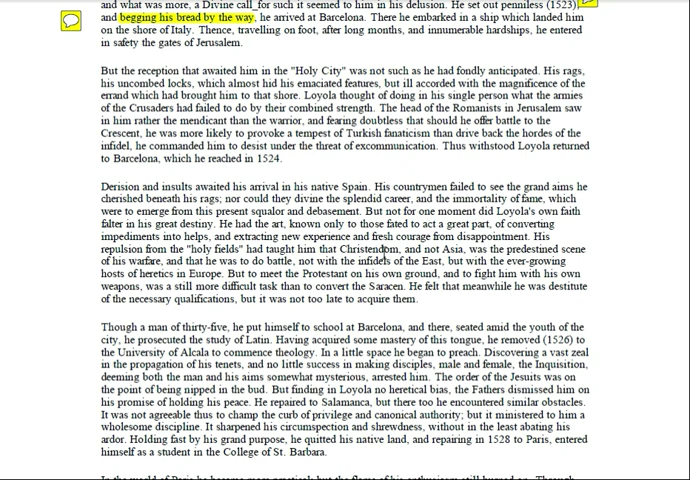 and what was more, a Divine call for such it seemed to him in his delusion. He set out penniless (1523),
and begging his bread by the way, he arrived at Barcelona. There he embarked in a ship which landed him
on the shore of Italy. Thence, travelling on foot, after long months, and innumerable hardships, he entered
in safety the gates of Jerusalem.
But the reception that awaited him in the "Holy City" was not such as he had fondly anticipated. His rags,
his uncombed locks, which almost hid his emaciated features, but ill accorded with the magnificence of the
errand which had brought him to that shore. Loyola thought of doing in his single person what the armies
of the Crusaders had failed to do by their combined strength. The head of the Romanists in Jerusalem saw
in him rather the mendicant than the warrior, and fearing doubtless that should he offer battle to the
Crescent, he was more likely to provoke a tempest of Turkish fanaticism than drive back the hordes of the
infidel, he commanded him to desist under the threat of excommunication. Thus withstood Loyola returned
to Barcelona, which he reached in 1524.
Derision and insults awaited his arrival in his native Spain. His countrymen failed to see the grand aims he
cherished beneath his rags; nor could they divine the splendid career, and the immortality of fame, which
were to emerge from this present squalor and debasement. But not for one moment did Loyola's own faith
falter in his great destiny. He had the art, known only to those fated to act a great part, of converting
impediments into helps, and extracting new experience and fresh courage from disappointment. His
repulsion from the "holy fields" had taught him that Christendom, and not Asia, was the predestined scene
of his warfare, and that he was to do battle, not with the infidels of the East, but with the ever-growing
hosts of heretics in Europe. But to meet the Protestant on his own ground, and to fight him with his own
weapons, was a still more difficult task than to convert the Saracen. He felt that meanwhile he was destitute
of the necessary qualifications, but it was not too late to acquire them.
Though a man of thirty-five, he put himself to school at Barcelona, and there, seated amid the youth of the
city, he prosecuted the study of Latin. Having acquired some mastery of this tongue, he removed (1526) to
the University of Alcala to commence theology. In a little space he began to preach. Discovering a vast zeal
in the propagation of his tenets, and no little success in making disciples, male and female, the Inquisition,
deeming both the man and his aims somewhat mysterious, arrested him. The order of the Jesuits was on
the point of being nipped in the bud. But finding in Loyola no heretical bias, the Fathers dismissed him on
his promise of holding his peace. He repaired to Salamanca, but there too he encountered similar obstacles.
It was not agreeable thus to champ the curb of privilege and canonical authority; but it ministered to him a
wholesome discipline. It sharpened his circumspection and shrewdness, without in the least abating his
ardor. Holding fast by his grand purpose, he quitted his native land, and repairing in 1528 to Paris, entered
himself as a student in the College of St. Barbara.